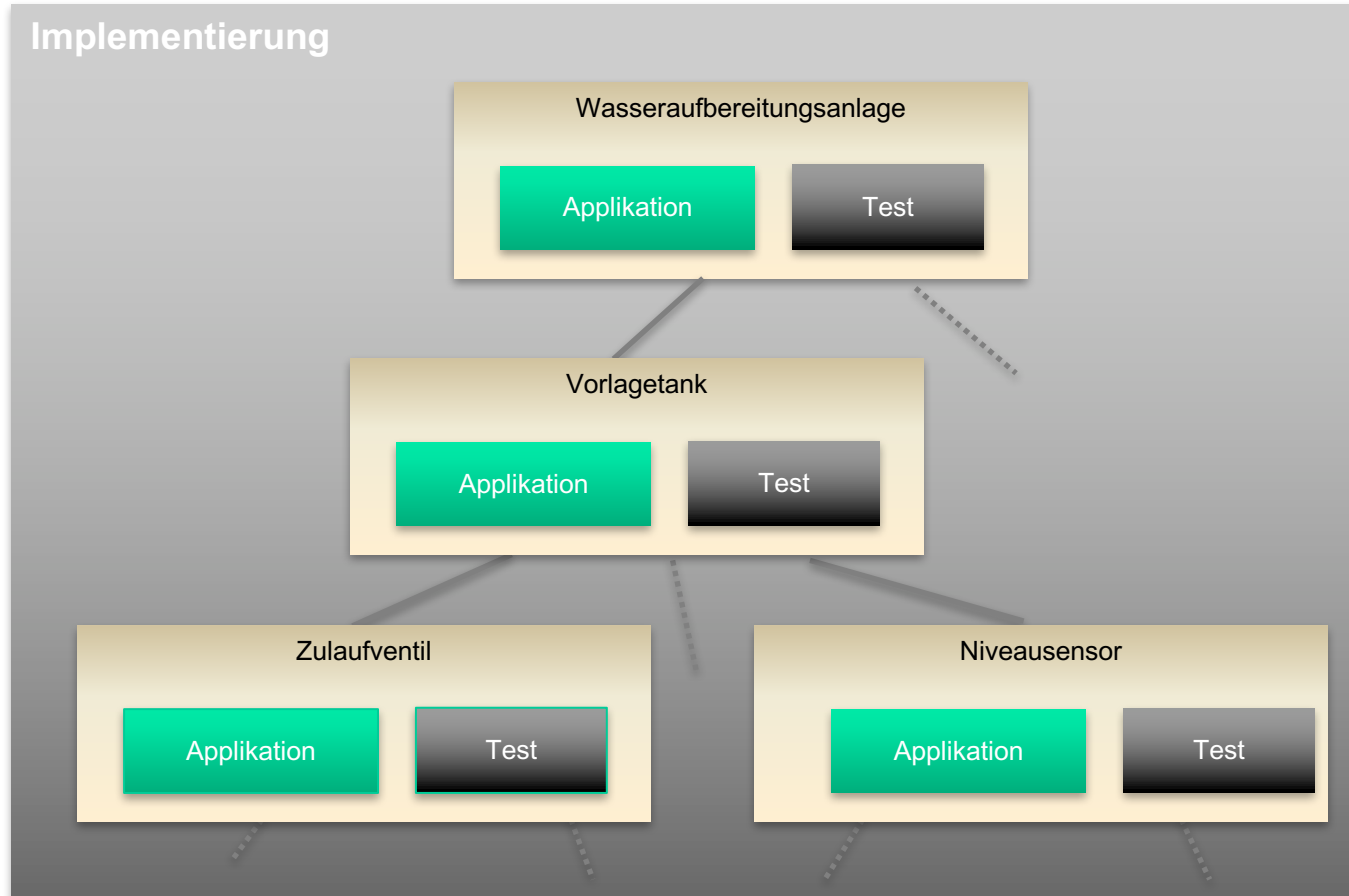 Implementierung
Wasseraufbereitungsanlage
Applikation
Test
Vorlagetank
Applikation
Test
Zulaufventil
Niveausensor
Applikation
Test
Applikation
Test